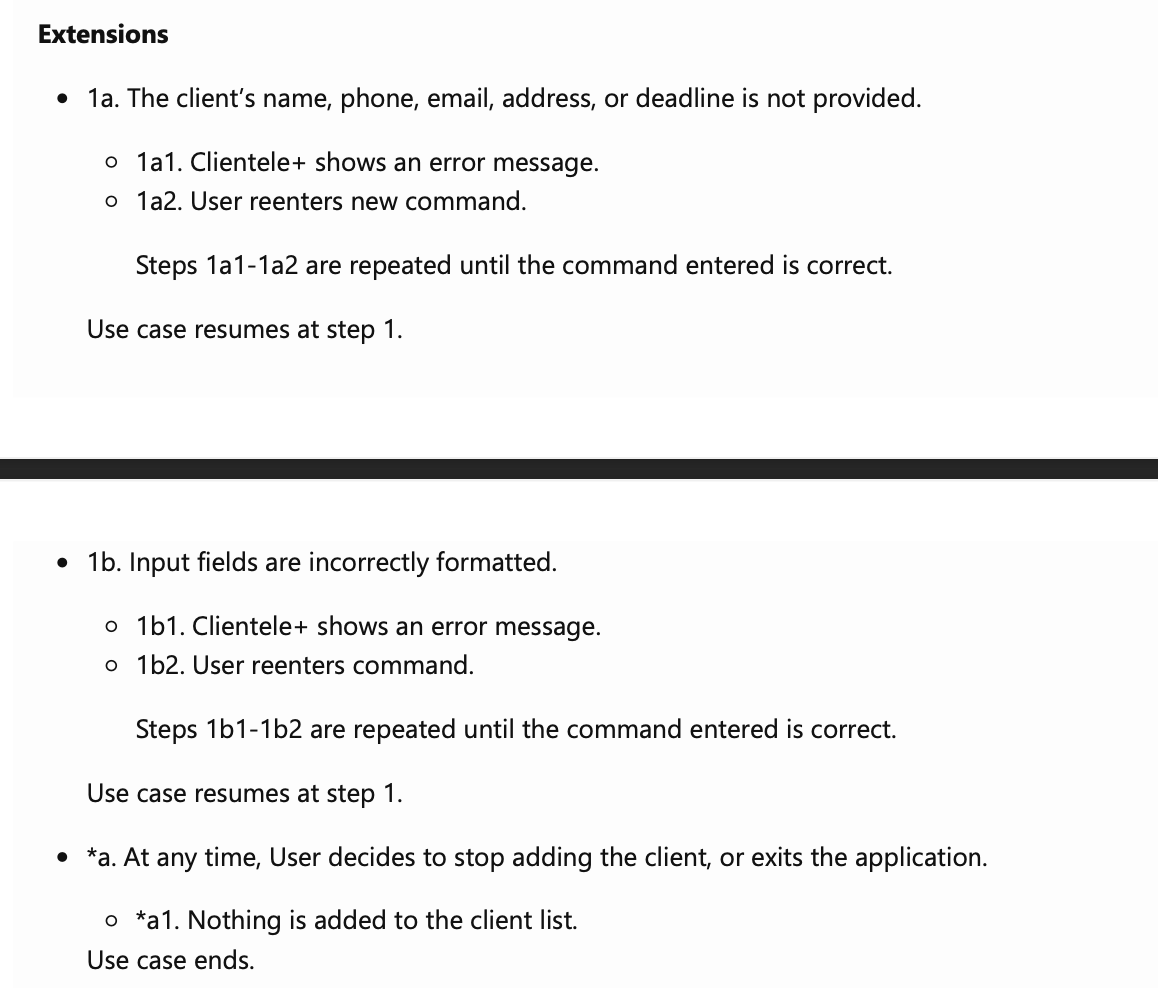 Extensions
• 1a. The client’s name, phone, email, address, or deadline is not provided.
○ 1a1. Clientele+ shows an error message.
○ 1a2. User reenters new command.
Steps 1a1-1a2 are repeated until the command entered is correct.
Use case resumes at step 1.
• 1b. Input fields are incorrectly formatted.
○ 1b1. Clientele+ shows an error message.
○ 1b2. User reenters command.
Steps 1b1-1b2 are repeated until the command entered is correct.
Use case resumes at step 1.
• *a. At any time, User decides to stop adding the client, or exits the application.
○ *a1. Nothing is added to the client list.
Use case ends.